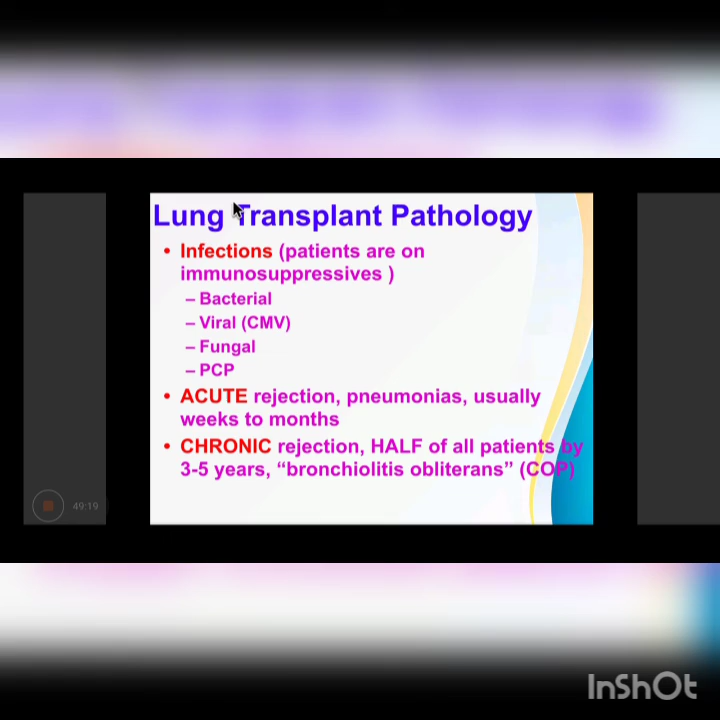 Lung Transplant Pathology
• Infections (patients are on
immunosuppressives )
– Bacterial
– Viral (CMV)
– Fungal
– PCP
• ACUTE rejection, pneumonias, usually
weeks to months
• CHRONIC rejection, HALF of all patients by
3-5 years, “bronchiolitis obliterans” (COP)
49:19
InShOt